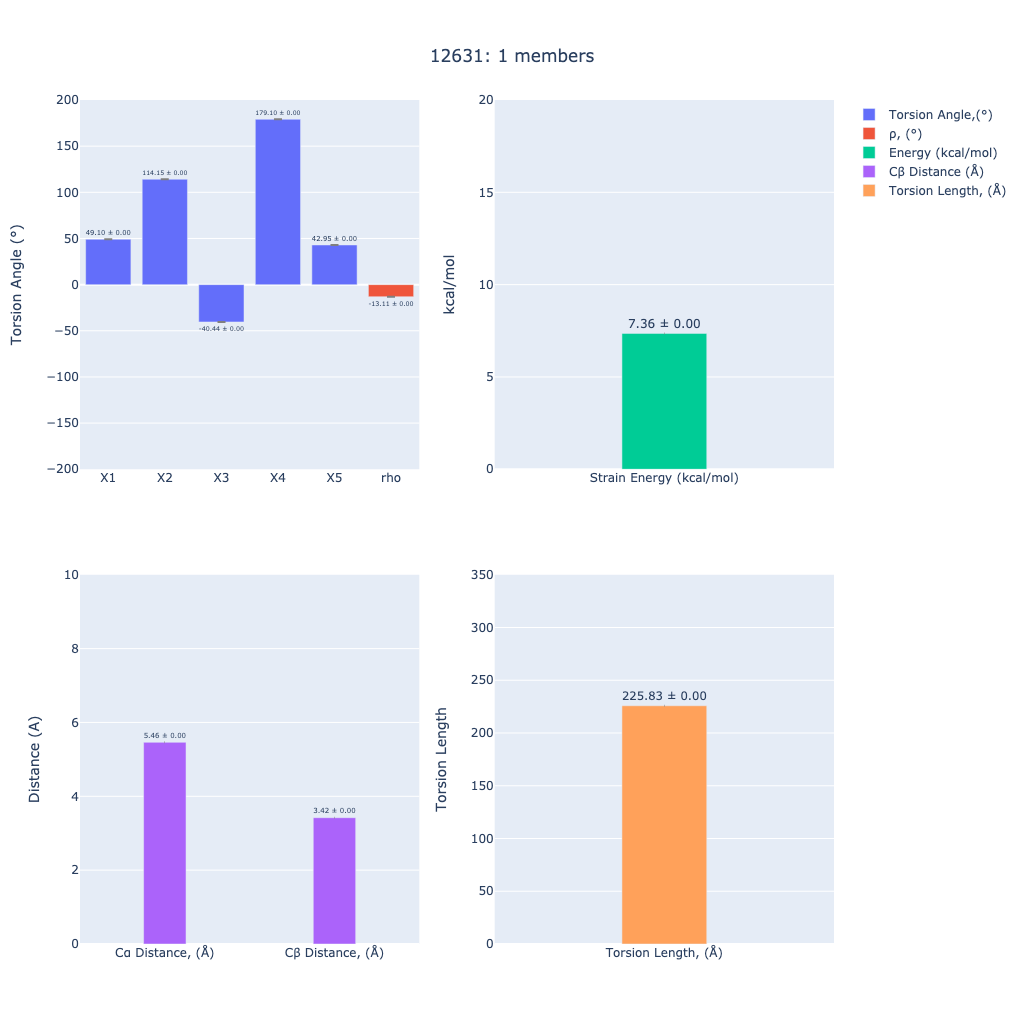 12631: 1 members
Torsion Angle (°)
200
150
100
50
0
−50
−100
−150
−200
49.10 ± 0.00
114.15 ± 0.00
-40.44 ± 0.00
179.10 ± 0.00
42.95 ± 0.00
-13.11 ± 0.00
X1 X2 X3 X4 X5 rho
kcal/mol
20
15
10
5
0
7.36 ± 0.00
Strain Energy (kcal/mol)
Torsion Angle,(°)
ρ, (°)
Energy (kcal/mol)
Cβ Distance (Å)
Torsion Length, (Å)
Distance (A)
10
8
6
4
2
0
5.46 ± 0.00
3.42 ± 0.00
Cα Distance, (Å) Cβ Distance, (Å)
Torsion Length
350
300
250
200
150
100
50
0
225.83 ± 0.00
Torsion Length, (Å)